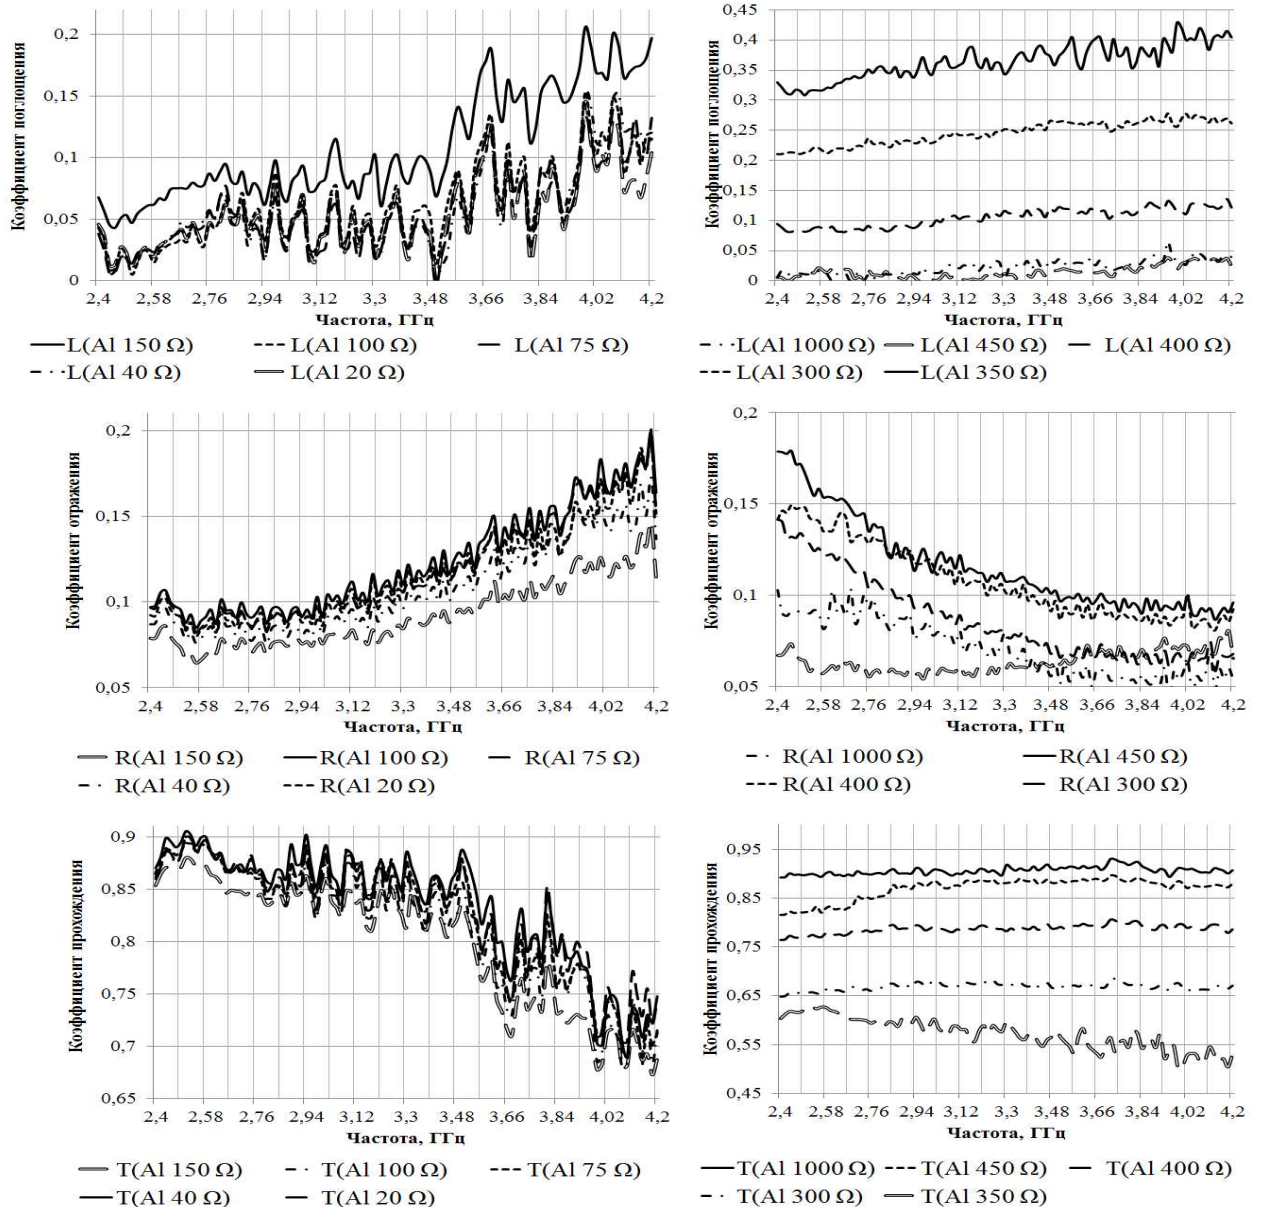 Коэффициент поглощения
0,2
0,15
0,1
0,05
0
2,4 2,58 2,76 2,94 3,12 3,3 3,48 3,66 3,84 4,02 4,2
Частота, ГГц
L(Al 150 Ω) L(Al 100 Ω) L(Al 75 Ω)
L(Al 40 Ω) L(Al 20 Ω)
Коэффициент поглощения
0,45
0,4
0,35
0,3
0,25
0,2
0,15
0,1
0,05
0
2,4 2,58 2,76 2,94 3,12 3,3 3,48 3,66 3,84 4,02 4,2
Частота, ГГц
L(Al 1000 Ω) L(Al 450 Ω) L(Al 400 Ω)
L(Al 300 Ω) L(Al 350 Ω)
Коэффициент отражения
0,2
0,15
0,1
0,05
2,4 2,58 2,76 2,94 3,12 3,3 3,48 3,66 3,84 4,02 4,2
Частота, ГГц
R(Al 150 Ω) R(Al 100 Ω) R(Al 75 Ω)
R(Al 40 Ω) R(Al 20 Ω)
Коэффициент отражения
0,2
0,15
0,1
0,05
2,4 2,58 2,76 2,94 3,12 3,3 3,48 3,66 3,84 4,02 4,2
Частота, ГГц
R(Al 1000 Ω) R(Al 450 Ω)
R(Al 400 Ω) R(Al 300 Ω)
Коэффициент прохождения
0,9
0,85
0,8
0,75
0,7
0,65
2,4 2,58 2,76 2,94 3,12 3,3 3,48 3,66 3,84 4,02 4,2
Частота, ГГц
T(Al 150 Ω) T(Al 100 Ω) T(Al 75 Ω)
T(Al 40 Ω) T(Al 20 Ω)
Коэффициент прохождения
0,95
0,85
0,75
0,65
0,55
0,45
2,4 2,58 2,76 2,94 3,12 3,3 3,48 3,66 3,84 4,02 4,2
Частота, ГГц
T(Al 1000 Ω) T(Al 450 Ω) T(Al 400 Ω)
T(Al 300 Ω) T(Al 350 Ω)